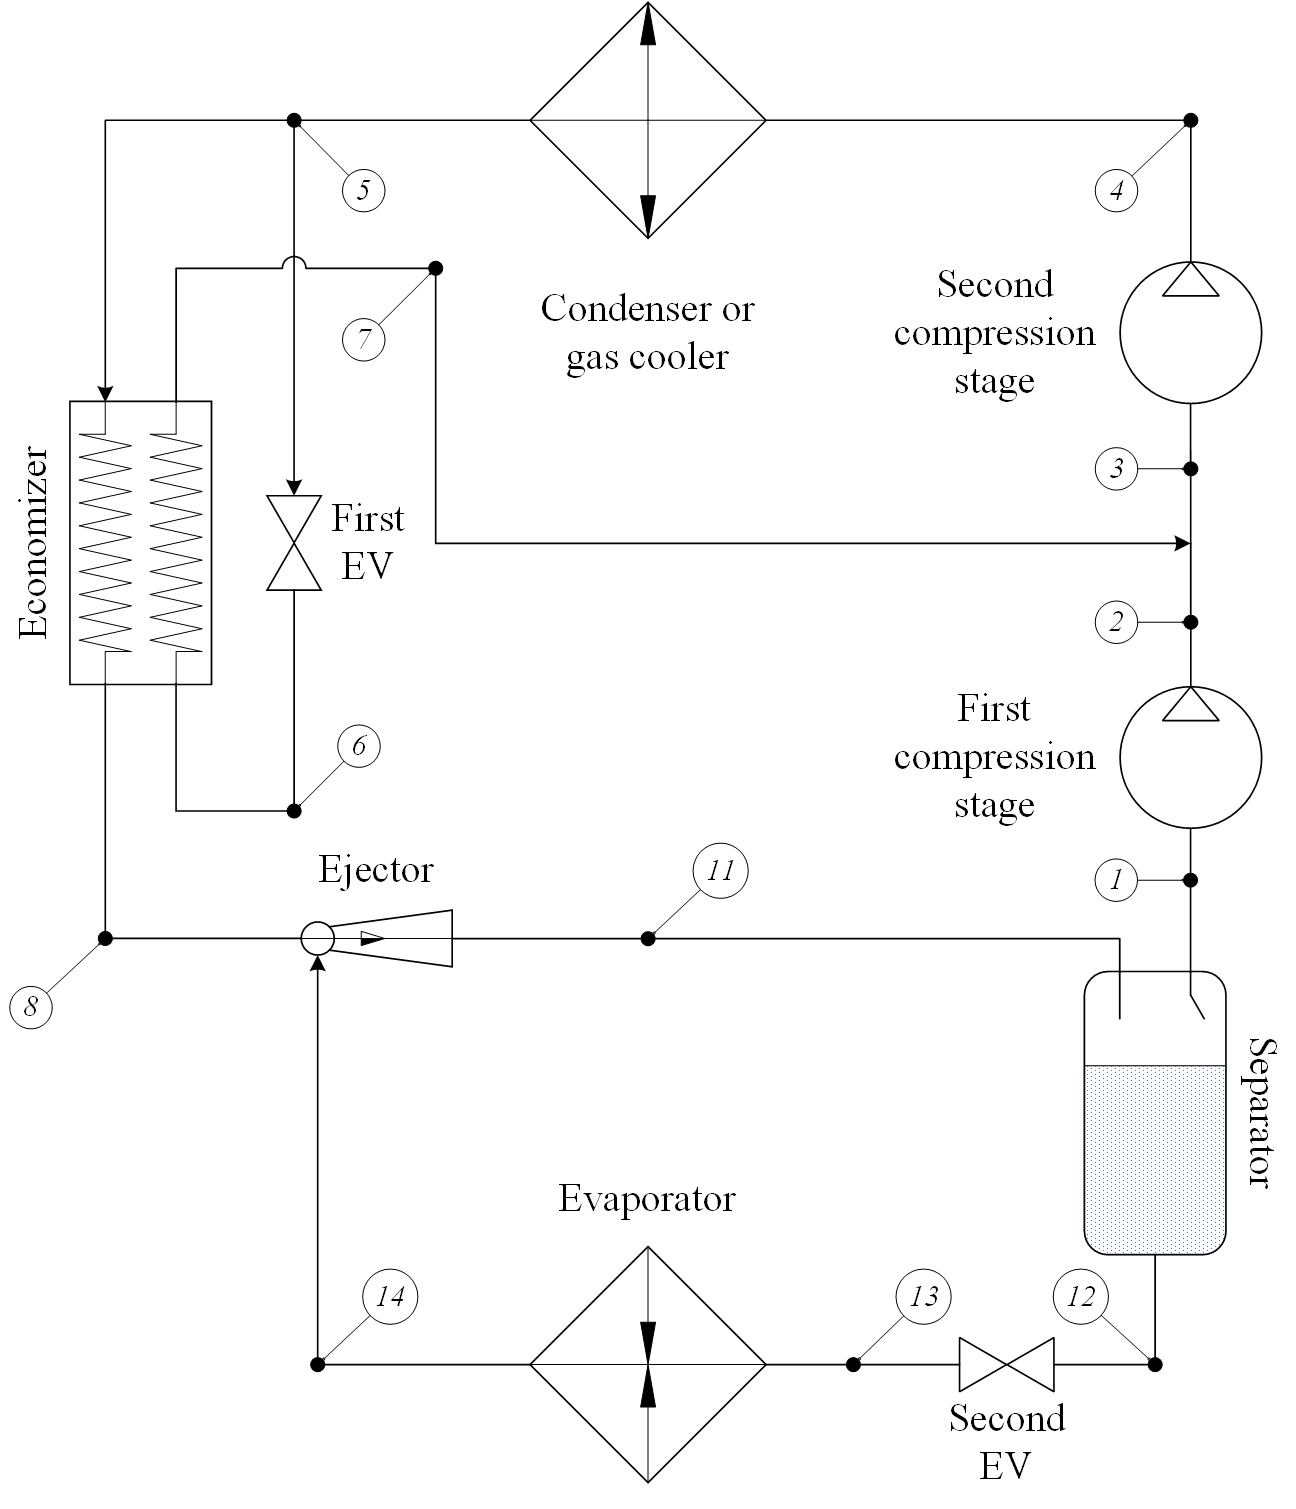 5
4
7
Condenser or
gas cooler
Second
compression
stage
Economizer
First
EV
3
2
6
First
compression
stage
Ejector
11
1
8
Separator
Evaporator
14
13
12
Second
EV